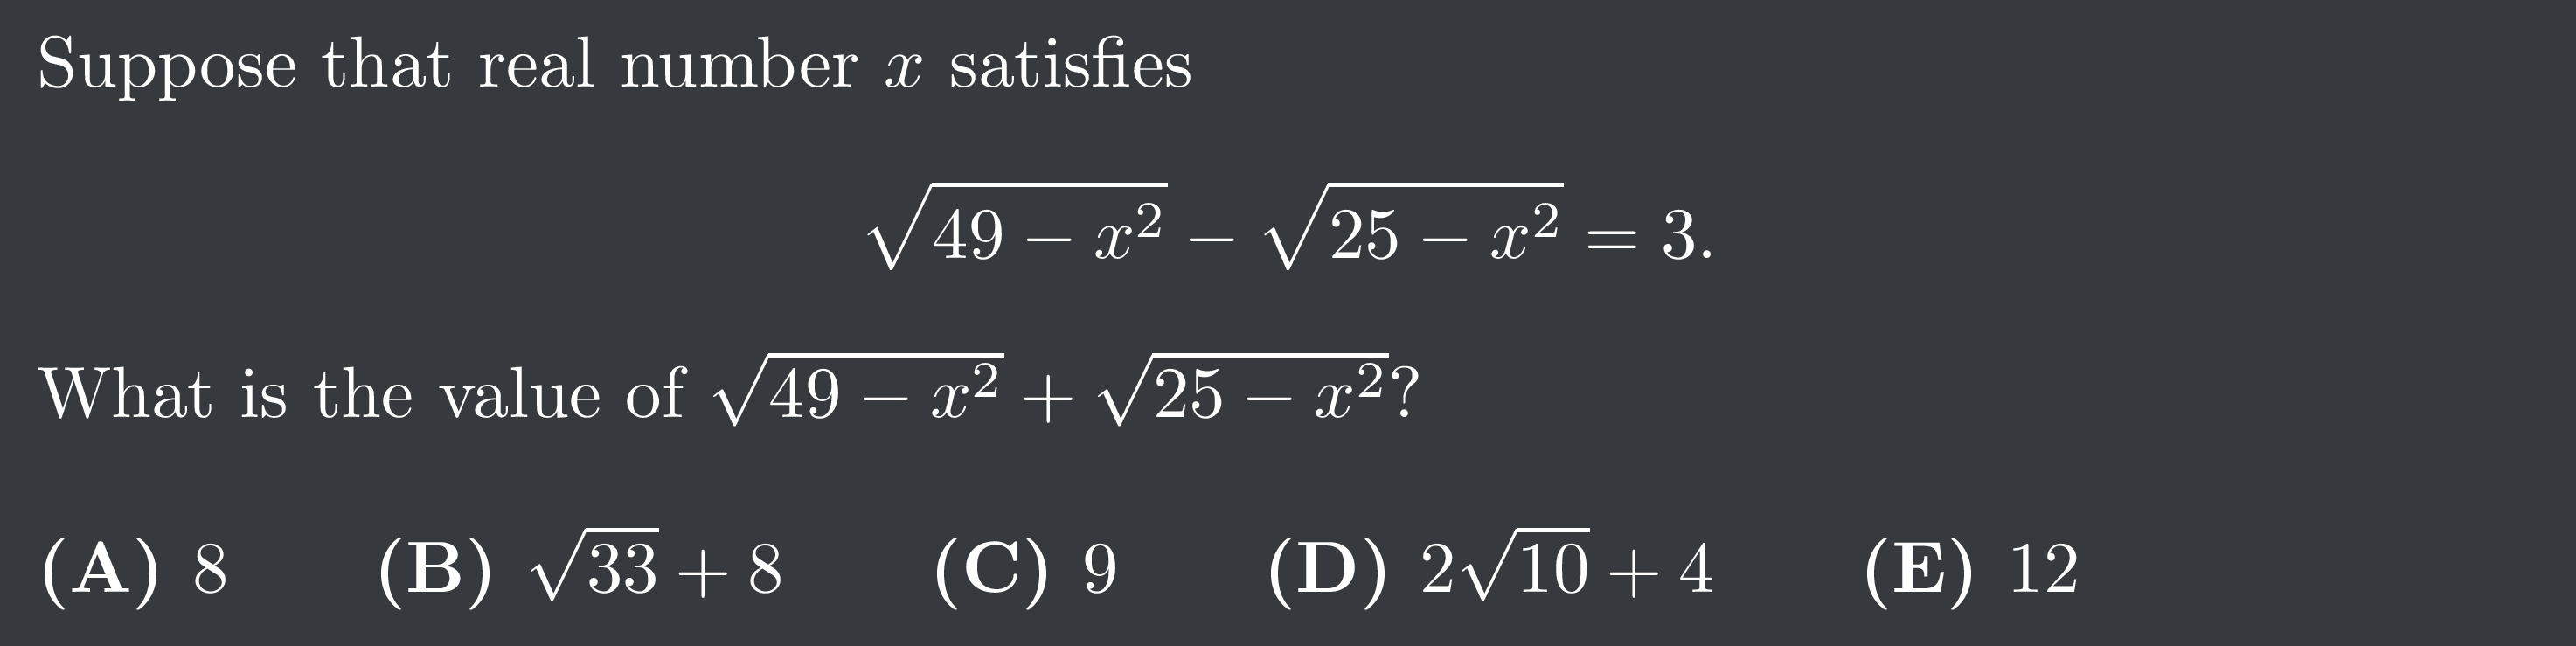 Suppose that real number x satisfies
√(49 − x²) − √(25 − x²) = 3.
What is the value of √(49 − x²) + √(25 − x²)?
(A) 8 (B) √33 + 8 (C) 9 (D) 2√10 + 4 (E) 12